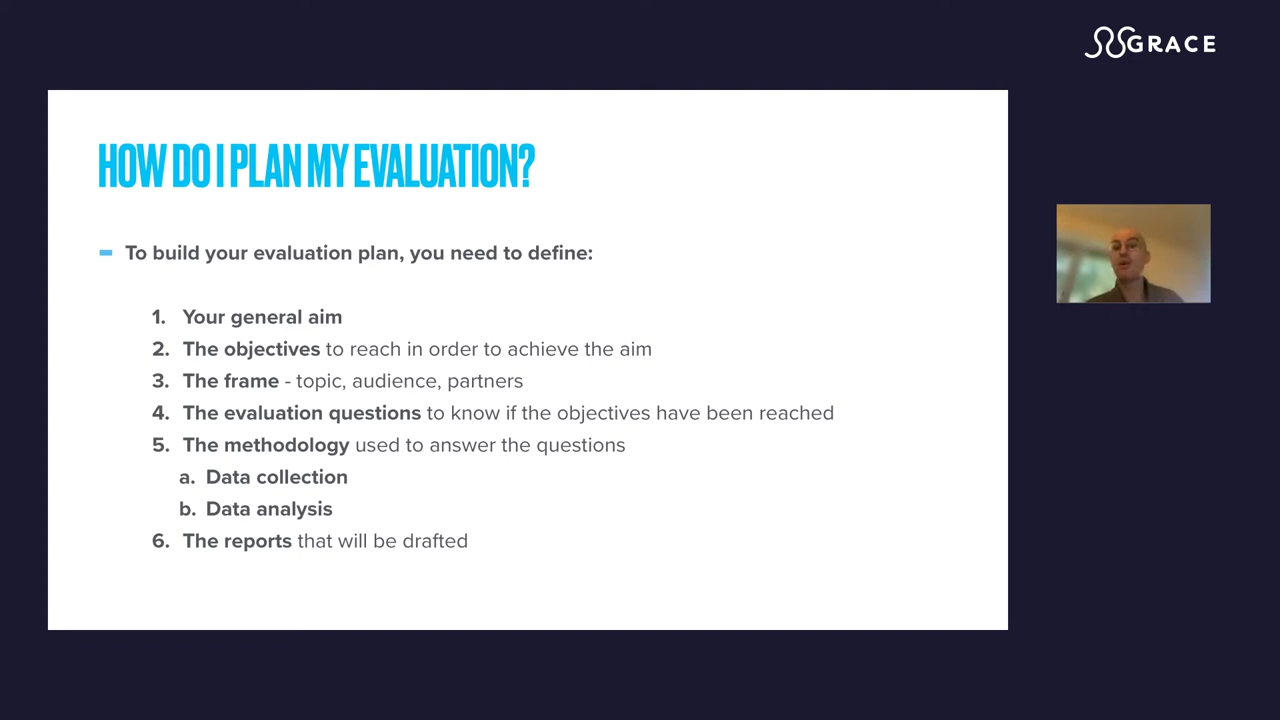 GRACE
HOW DO I PLAN MY EVALUATION?
To build your evaluation plan, you need to define:
1. Your general aim
2. The objectives to reach in order to achieve the aim
3. The frame - topic, audience, partners
4. The evaluation questions to know if the objectives have been reached
5. The methodology used to answer the questions
a. Data collection
b. Data analysis
6. The reports that will be drafted